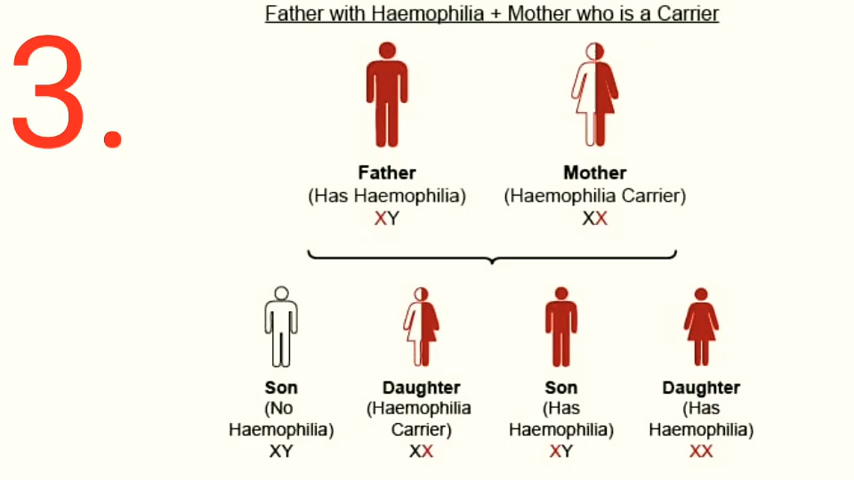 3.
Father with Haemophilia + Mother who is a Carrier
Father
(Has Haemophilia)
XY
Mother
(Haemophilia Carrier)
XX
Son
(No
Haemophilia)
XY
Daughter
(Haemophilia
Carrier)
XX
Son
(Has
Haemophilia)
XY
Daughter
(Has
Haemophilia)
XX